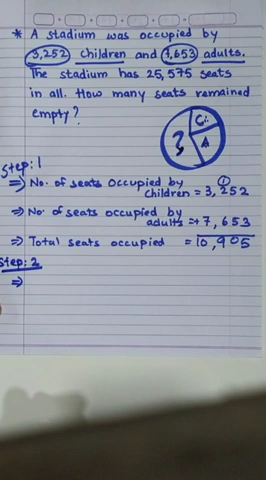 * A stadium was occupied by
3,252 children and 7,653 adults.
The stadium has 25,575 seats
in all. How many seats remained
empty?
3 C. A
Step: 1
⇒ No. of seats occupied by
children = 3,252
1
⇒ No. of seats occupied by
adults = +7,653
⇒ Total seats occupied = 10,905
Step: 2
⇒